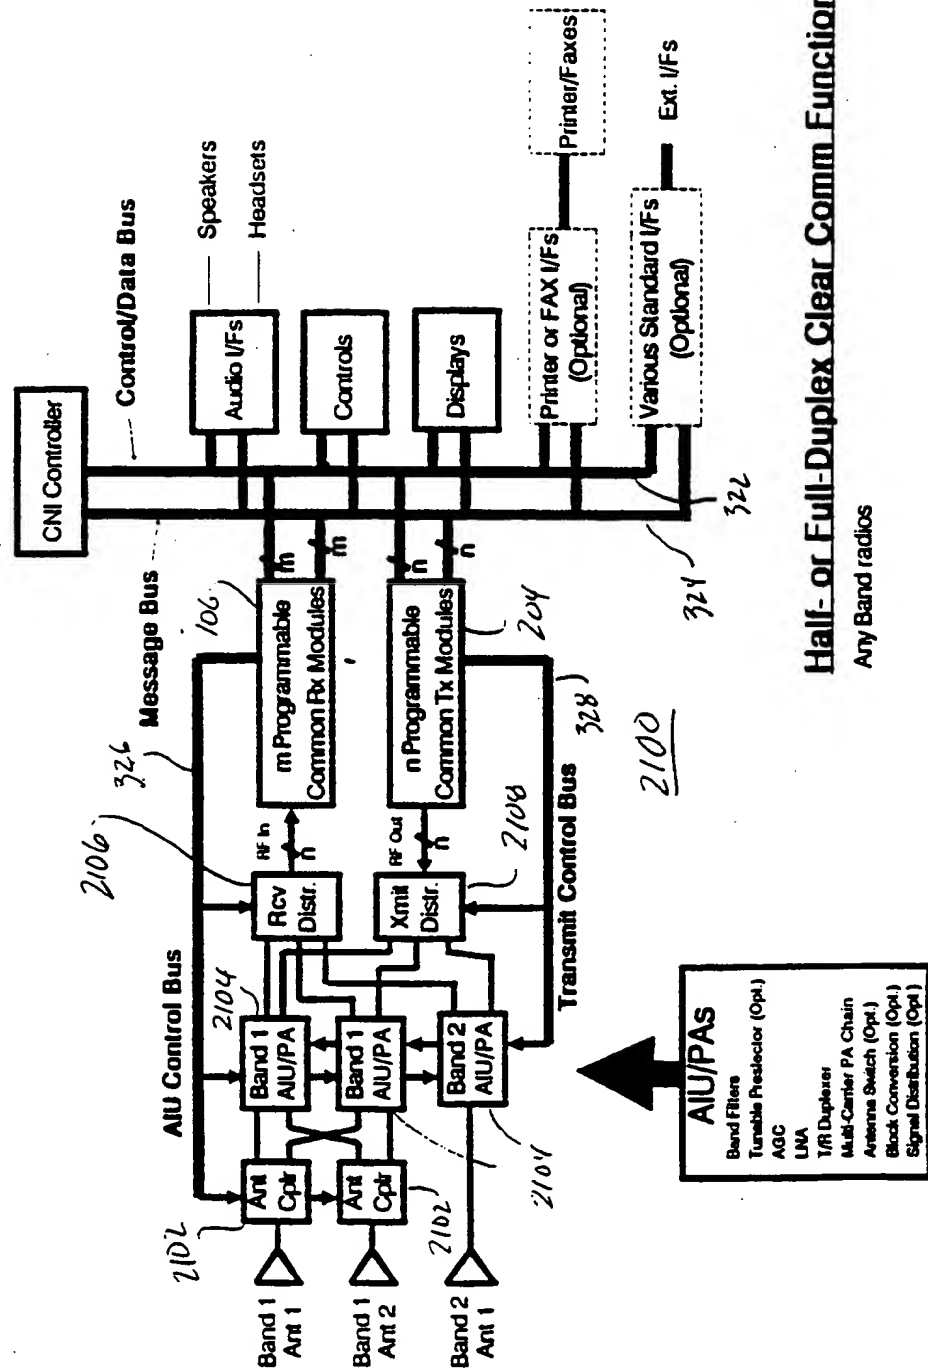 CNI Controller
Message Bus
Control/Data Bus
Audio I/Fs
Speakers
Headsets
Controls
Displays
Printer or FAX I/Fs
(Optional)
Printer/Faxes
Various Standard I/Fs
(Optional)
Ext. I/Fs
322
324
m
m
n
n
106
m Programmable
Common Rx Modules
204
n Programmable
Common Tx Modules
326
AIU Control Bus
328
Transmit Control Bus
RF In
n
RF Out
n
2106
Rcv
Distr.
2108
Xmit
Distr.
2104
Band 1
AIU/PA
Band 1
AIU/PA
Band 2
AIU/PA
2104
2102
Ant
Cplr
Ant
Cplr
2102
Band 1
Ant 1
Band 1
Ant 2
Band 2
Ant 1
AIU/PAs
Band Filters
Tunable Preselector (Opt.)
AGC
LNA
T/R Duplexer
Multi-Carrier PA Chain
Antenna Switch (Opt.)
Block Conversion (Opt.)
Signal Distribution (Opt)
2100
Half- or Full-Duplex Clear Comm Function
Any Band radios